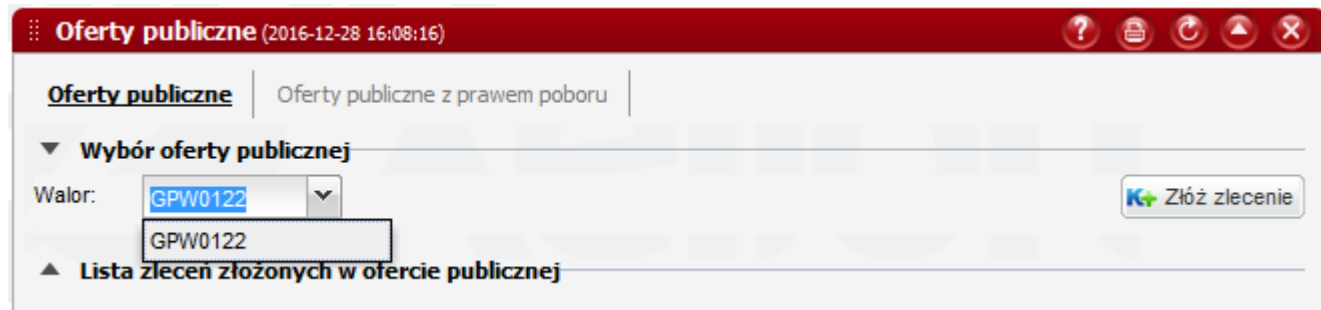 Oferty publiczne (2016-12-28 16:08:16)
Oferty publiczne Oferty publiczne z prawem poboru
Wybór oferty publicznej
Walor: GPW0122 K+ Złóż zlecenie
GPW0122
Lista zleceń złożonych w ofercie publicznej